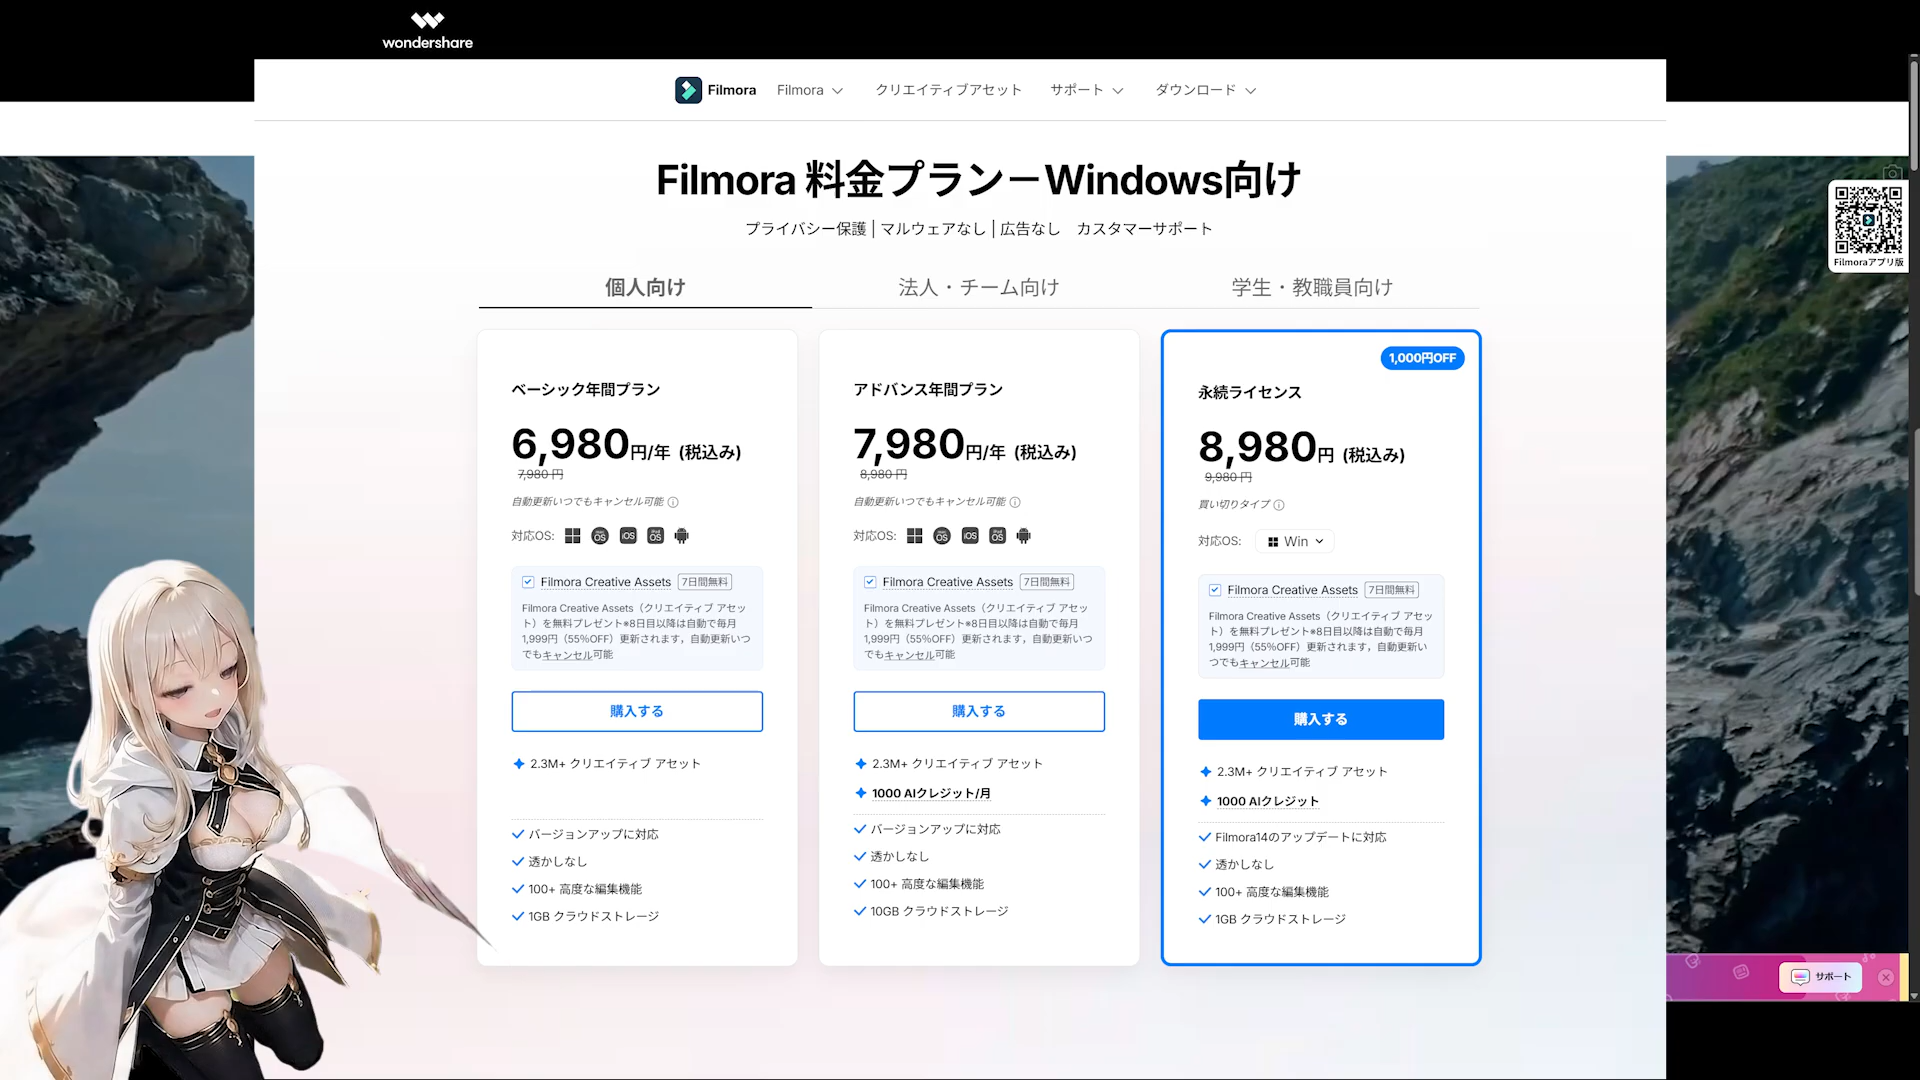 wondershare
Filmora
Filmora
クリエイティブアセット
サポート
ダウンロード
Filmora 料金プラン－Windows向け
プライバシー保護 | マルウェアなし | 広告なし　カスタマーサポート
Filmoraアプリ版
個人向け
法人・チーム向け
学生・教職員向け
ベーシック年間プラン
6,980円/年 (税込み)
7,980 円
自動更新いつでもキャンセル可能
対応OS:
Filmora Creative Assets 7日間無料
Filmora Creative Assets（クリエイティブ アセッ
ト）を無料プレゼント※8日目以降は自動で毎月
1,999円（55%OFF）更新されます，自動更新いつ
でもキャンセル可能
購入する
2.3M+ クリエイティブ アセット
バージョンアップに対応
透かしなし
100+ 高度な編集機能
1GB クラウドストレージ
アドバンス年間プラン
7,980円/年 (税込み)
8,980 円
自動更新いつでもキャンセル可能
対応OS:
Filmora Creative Assets 7日間無料
Filmora Creative Assets（クリエイティブ アセッ
ト）を無料プレゼント※8日目以降は自動で毎月
1,999円（55%OFF）更新されます，自動更新いつ
でもキャンセル可能
購入する
2.3M+ クリエイティブ アセット
1000 AIクレジット/月
バージョンアップに対応
透かしなし
100+ 高度な編集機能
10GB クラウドストレージ
1,000円OFF
永続ライセンス
8,980円 (税込み)
9,980 円
買い切りタイプ
対応OS: Win
Filmora Creative Assets 7日間無料
Filmora Creative Assets（クリエイティブ アセッ
ト）を無料プレゼント※8日目以降は自動で毎月
1,999円（55%OFF）更新されます，自動更新い
つでもキャンセル可能
購入する
2.3M+ クリエイティブ アセット
1000 AIクレジット
Filmora14のアップデートに対応
透かしなし
100+ 高度な編集機能
1GB クラウドストレージ
サポート